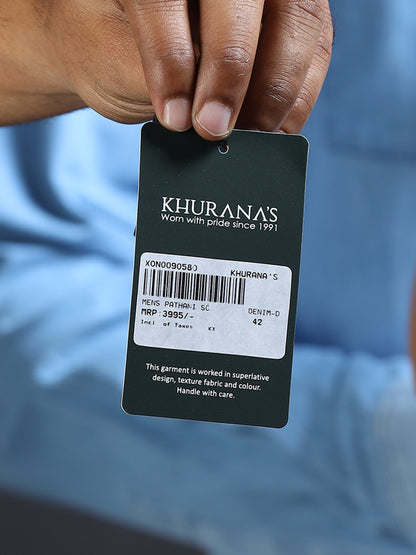 KHURANA'S
Worn with pride since 1991
XON0090580 KHURANA'S
MENS PATHANI SC DENIM-D
MRP 3995/- 42
Incl of Taxes
This garment is worked in superlative
design, texture fabric and colour.
Handle with care.